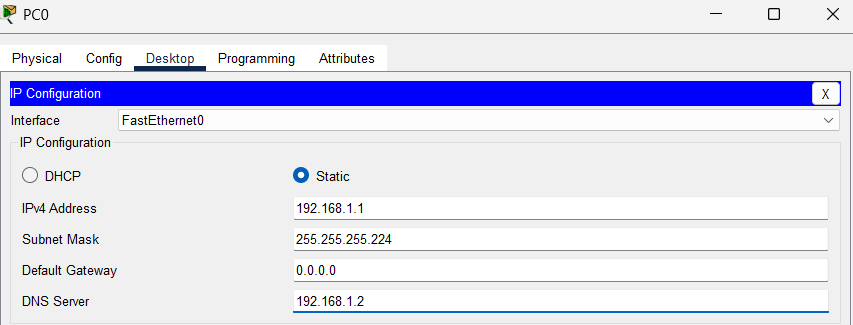 PC0
Physical Config Desktop Programming Attributes
IP Configuration X
Interface FastEthernet0
IP Configuration
DHCP Static
IPv4 Address 192.168.1.1
Subnet Mask 255.255.255.224
Default Gateway 0.0.0.0
DNS Server 192.168.1.2